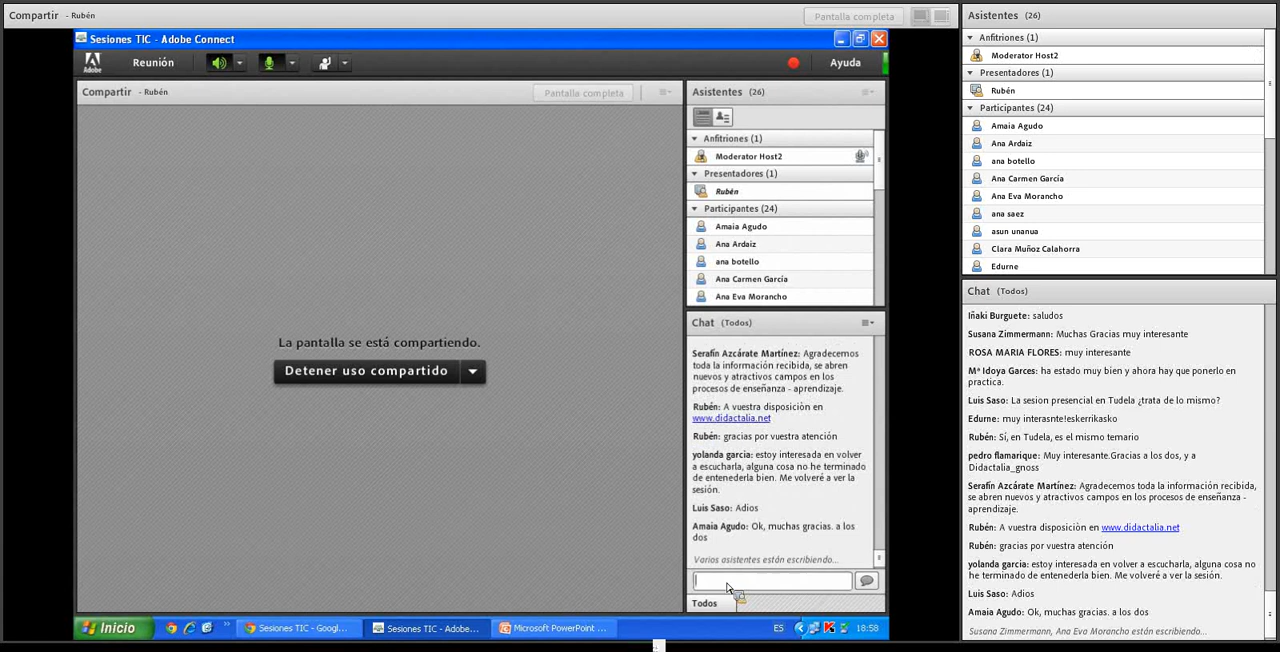 Compartir - Rubén
Pantalla completa
Sesiones TIC - Adobe Connect
Adobe
Reunión
Ayuda
Compartir - Rubén
Pantalla completa
La pantalla se está compartiendo.
Detener uso compartido
Asistentes (26)
Anfitriones (1)
Moderator Host2
Presentadores (1)
Rubén
Participantes (24)
Amaia Agudo
Ana Ardaiz
ana botello
Ana Carmen García
Ana Eva Morancho
Chat (Todos)
Serafín Azcárate Martínez: Agradecemos
toda la información recibida, se abren
nuevos y atractivos campos en los
procesos de enseñanza - aprendizaje.
Rubén: A vuestra disposiciòn en
www.didactalia.net
Rubén: gracias por vuestra atención
yolanda garcia: estoy interesada en volver
a escucharla, alguna cosa no he terminado
de entenederla bien. Me volveré a ver la
sesión.
Luis Saso: Adios
Amaia Agudo: Ok, muchas gracias. a los
dos
Varios asistentes están escribiendo...
Todos
Inicio
Sesiones TIC - Googl...
Sesiones TIC - Adobe...
Microsoft PowerPoint ...
ES
18:58
Asistentes (26)
Anfitriones (1)
Moderator Host2
Presentadores (1)
Rubén
Participantes (24)
Amaia Agudo
Ana Ardaiz
ana botello
Ana Carmen García
Ana Eva Morancho
ana saez
asun unanua
Clara Muñoz Calahorra
Edurne
Chat (Todos)
Iñaki Burguete: saludos
Susana Zimmermann: Muchas Gracias muy interesante
ROSA MARIA FLORES: muy interesante
Mª Idoya Garces: ha estado muy bien y ahora hay que ponerlo en
practica.
Luis Saso: La sesion presencial en Tudela ¿trata de lo mismo?
Edurne: muy interasnte!eskerrikasko
Rubén: Sí, en Tudela, es el mismo temario
pedro flamarique: Muy interesante.Gracias a los dos, y a
Didactalia_gnoss
Serafín Azcárate Martínez: Agradecemos toda la información recibida,
se abren nuevos y atractivos campos en los procesos de enseñanza -
aprendizaje.
Rubén: A vuestra disposiciòn en www.didactalia.net
Rubén: gracias por vuestra atención
yolanda garcia: estoy interesada en volver a escucharla, alguna cosa no
he terminado de entenederla bien. Me volveré a ver la sesión.
Luis Saso: Adios
Amaia Agudo: Ok, muchas gracias. a los dos
Susana Zimmermann, Ana Eva Morancho están escribiendo...